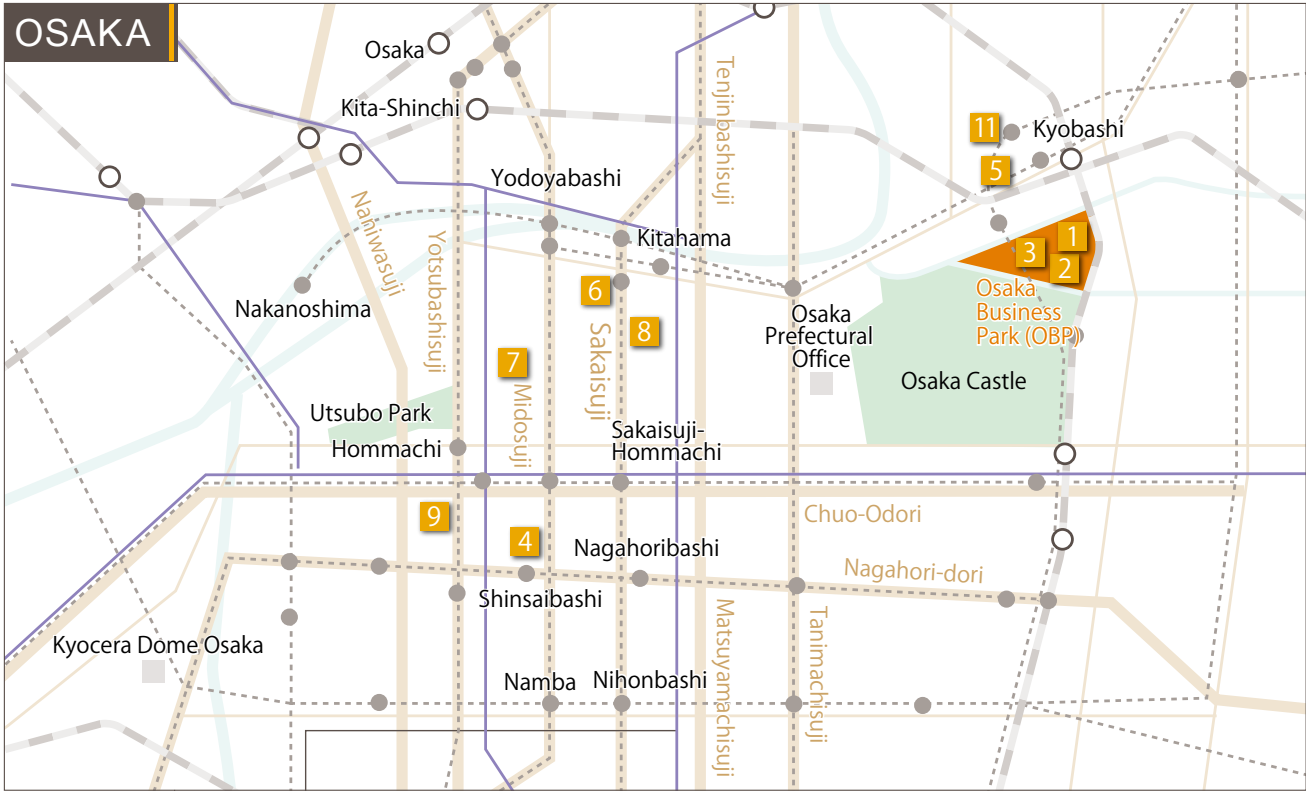 OSAKA
Osaka
Kita-Shinchi
Tenjinbashisuji
11
Kyobashi
5
Yodoyabashi
Naniwasuji
Yotsubashisuji
Kitahama
1
3
2
6
Nakanoshima
Osaka
Business
Park (OBP)
8
Sakaisuji
Osaka
Prefectural
Office
7
Midosuji
Osaka Castle
Utsubo Park
Hommachi
Sakaisuji-
Hommachi
9
Chuo-Odori
4
Nagahoribashi
Nagahori-dori
Shinsaibashi
Matsuyamachisuji
Tanimachisuji
Kyocera Dome Osaka
Namba
Nihonbashi